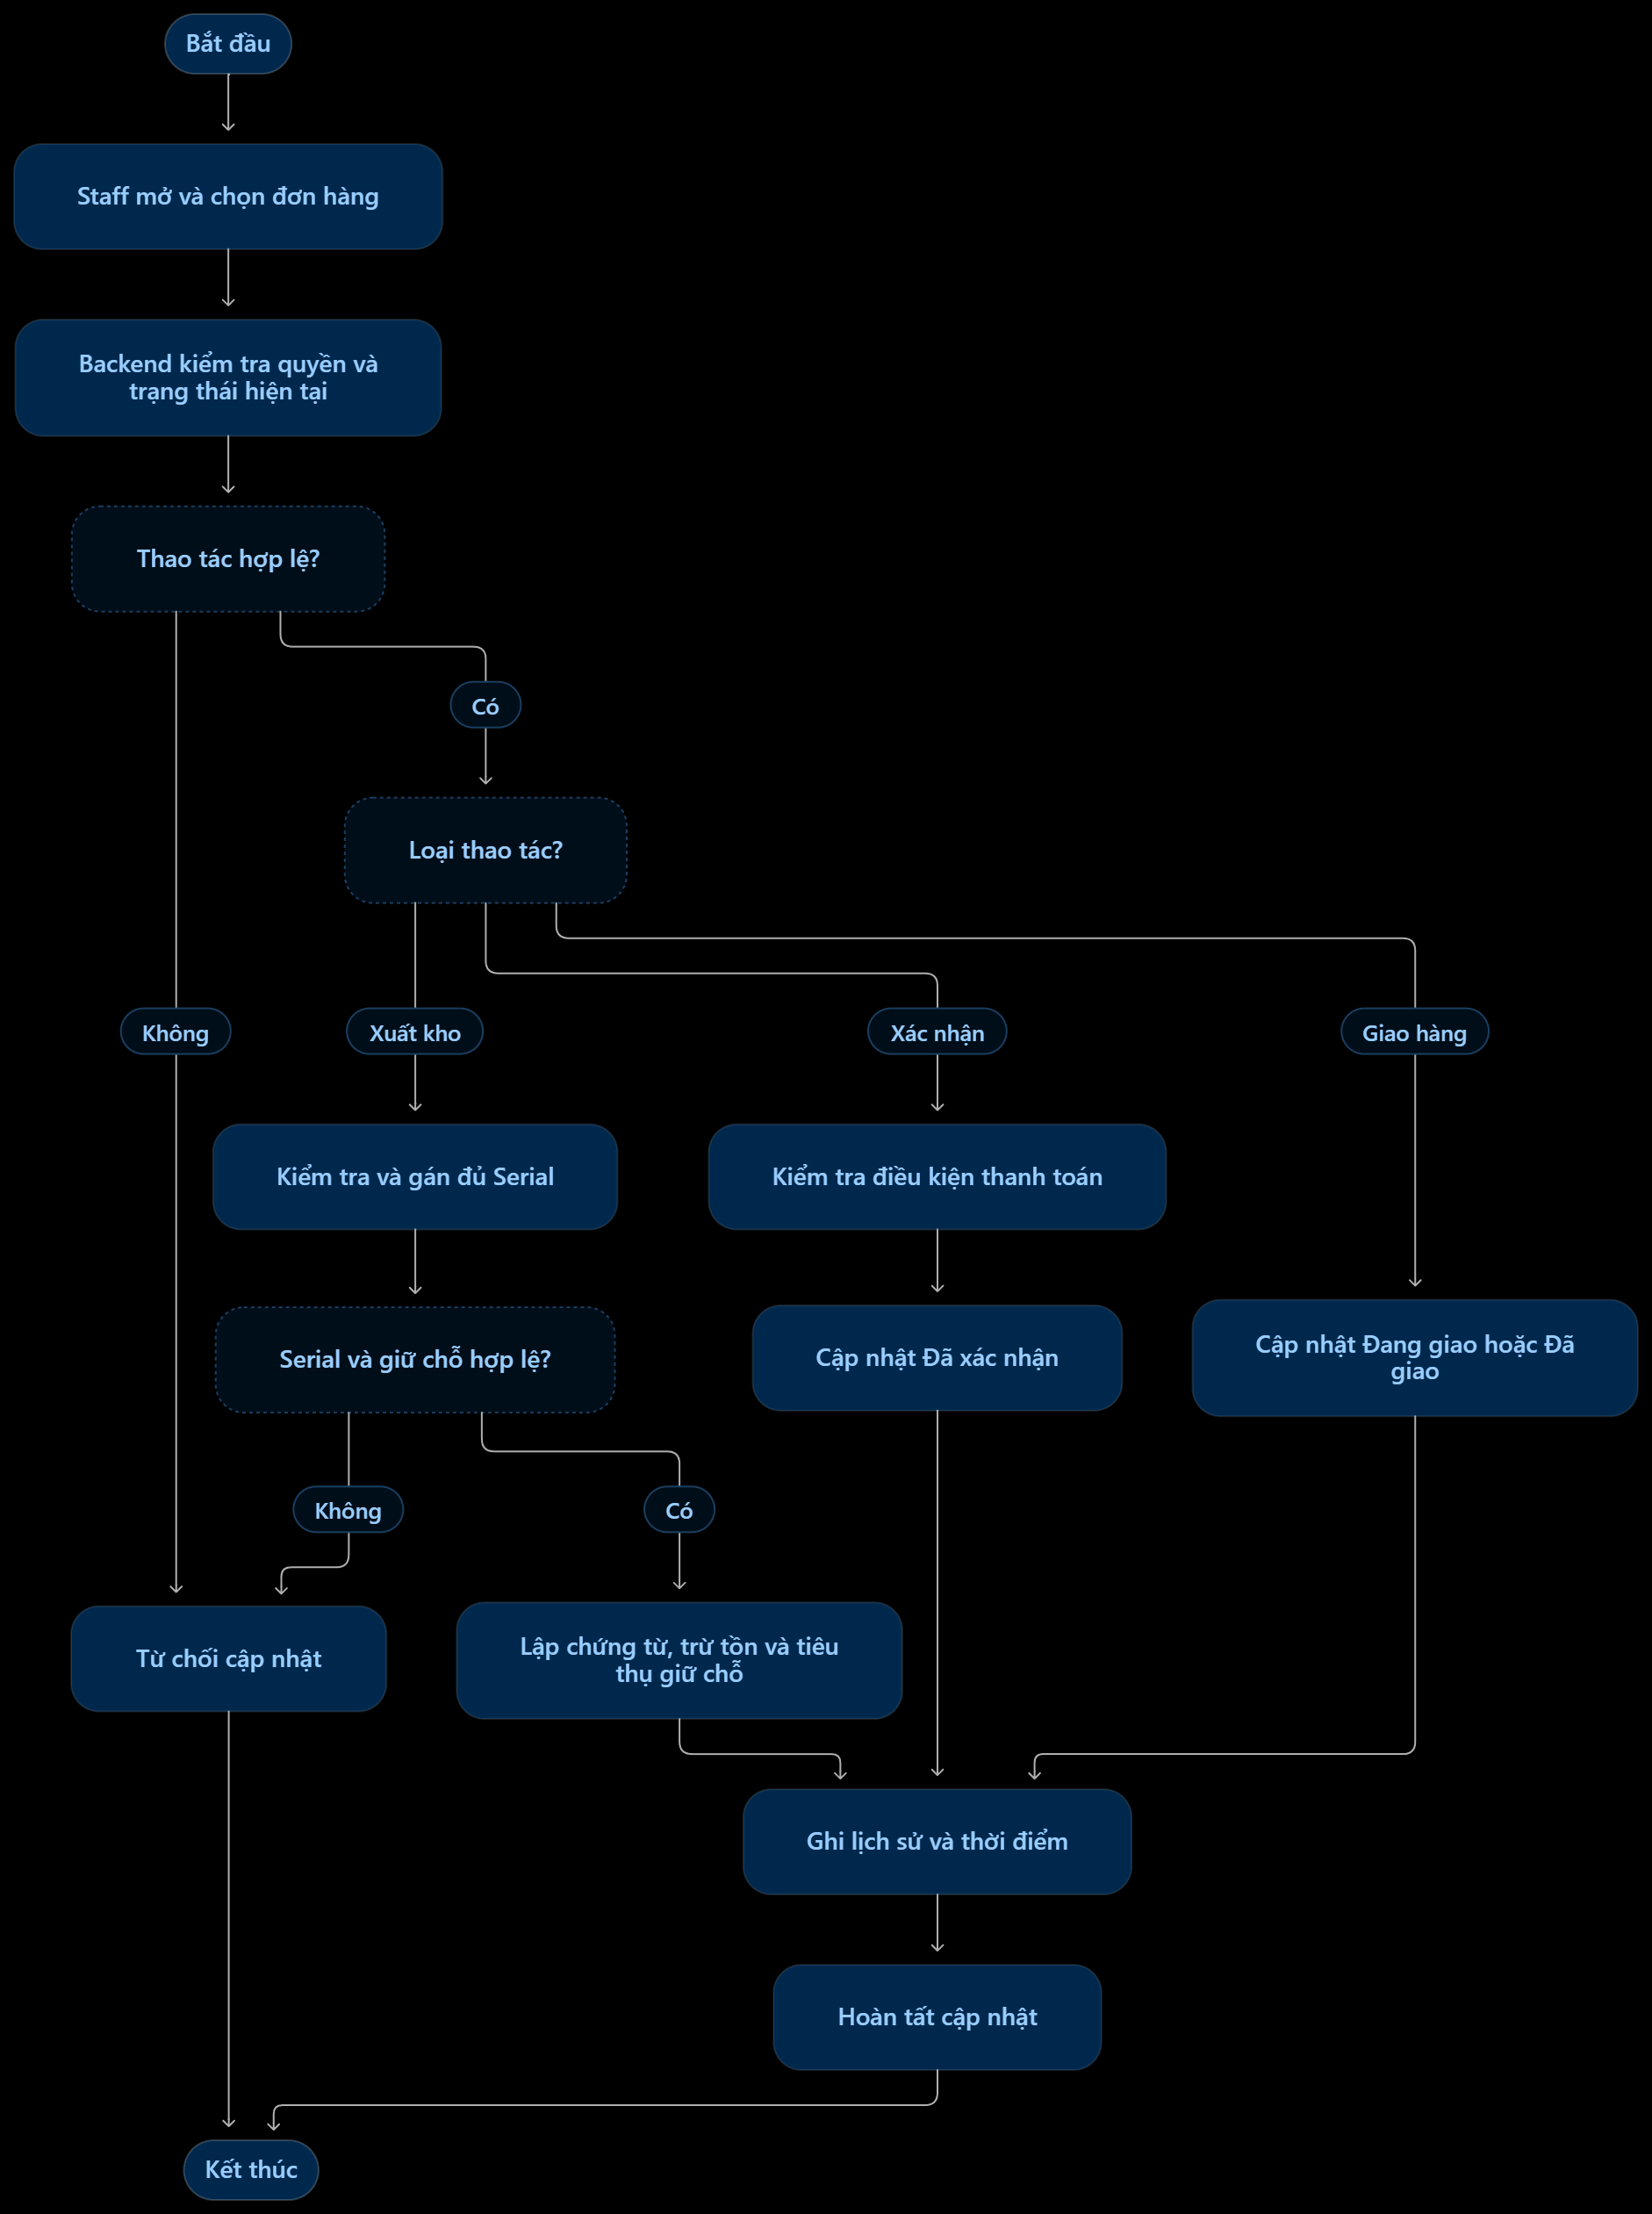 Bắt đầu
Staff mở và chọn đơn hàng
Backend kiểm tra quyền và
trạng thái hiện tại
Thao tác hợp lệ?
Có
Loại thao tác?
Không
Xuất kho
Xác nhận
Giao hàng
Kiểm tra và gán đủ Serial
Kiểm tra điều kiện thanh toán
Serial và giữ chỗ hợp lệ?
Cập nhật Đã xác nhận
Cập nhật Đang giao hoặc Đã
giao
Không
Có
Từ chối cập nhật
Lập chứng từ, trừ tồn và tiêu
thụ giữ chỗ
Ghi lịch sử và thời điểm
Hoàn tất cập nhật
Kết thúc